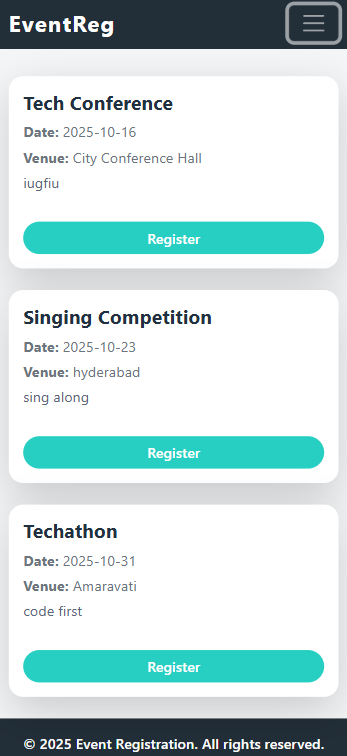 EventReg
Tech Conference
Date: 2025-10-16
Venue: City Conference Hall
iugfiu
Register
Singing Competition
Date: 2025-10-23
Venue: hyderabad
sing along
Register
Techathon
Date: 2025-10-31
Venue: Amaravati
code first
Register
© 2025 Event Registration. All rights reserved.